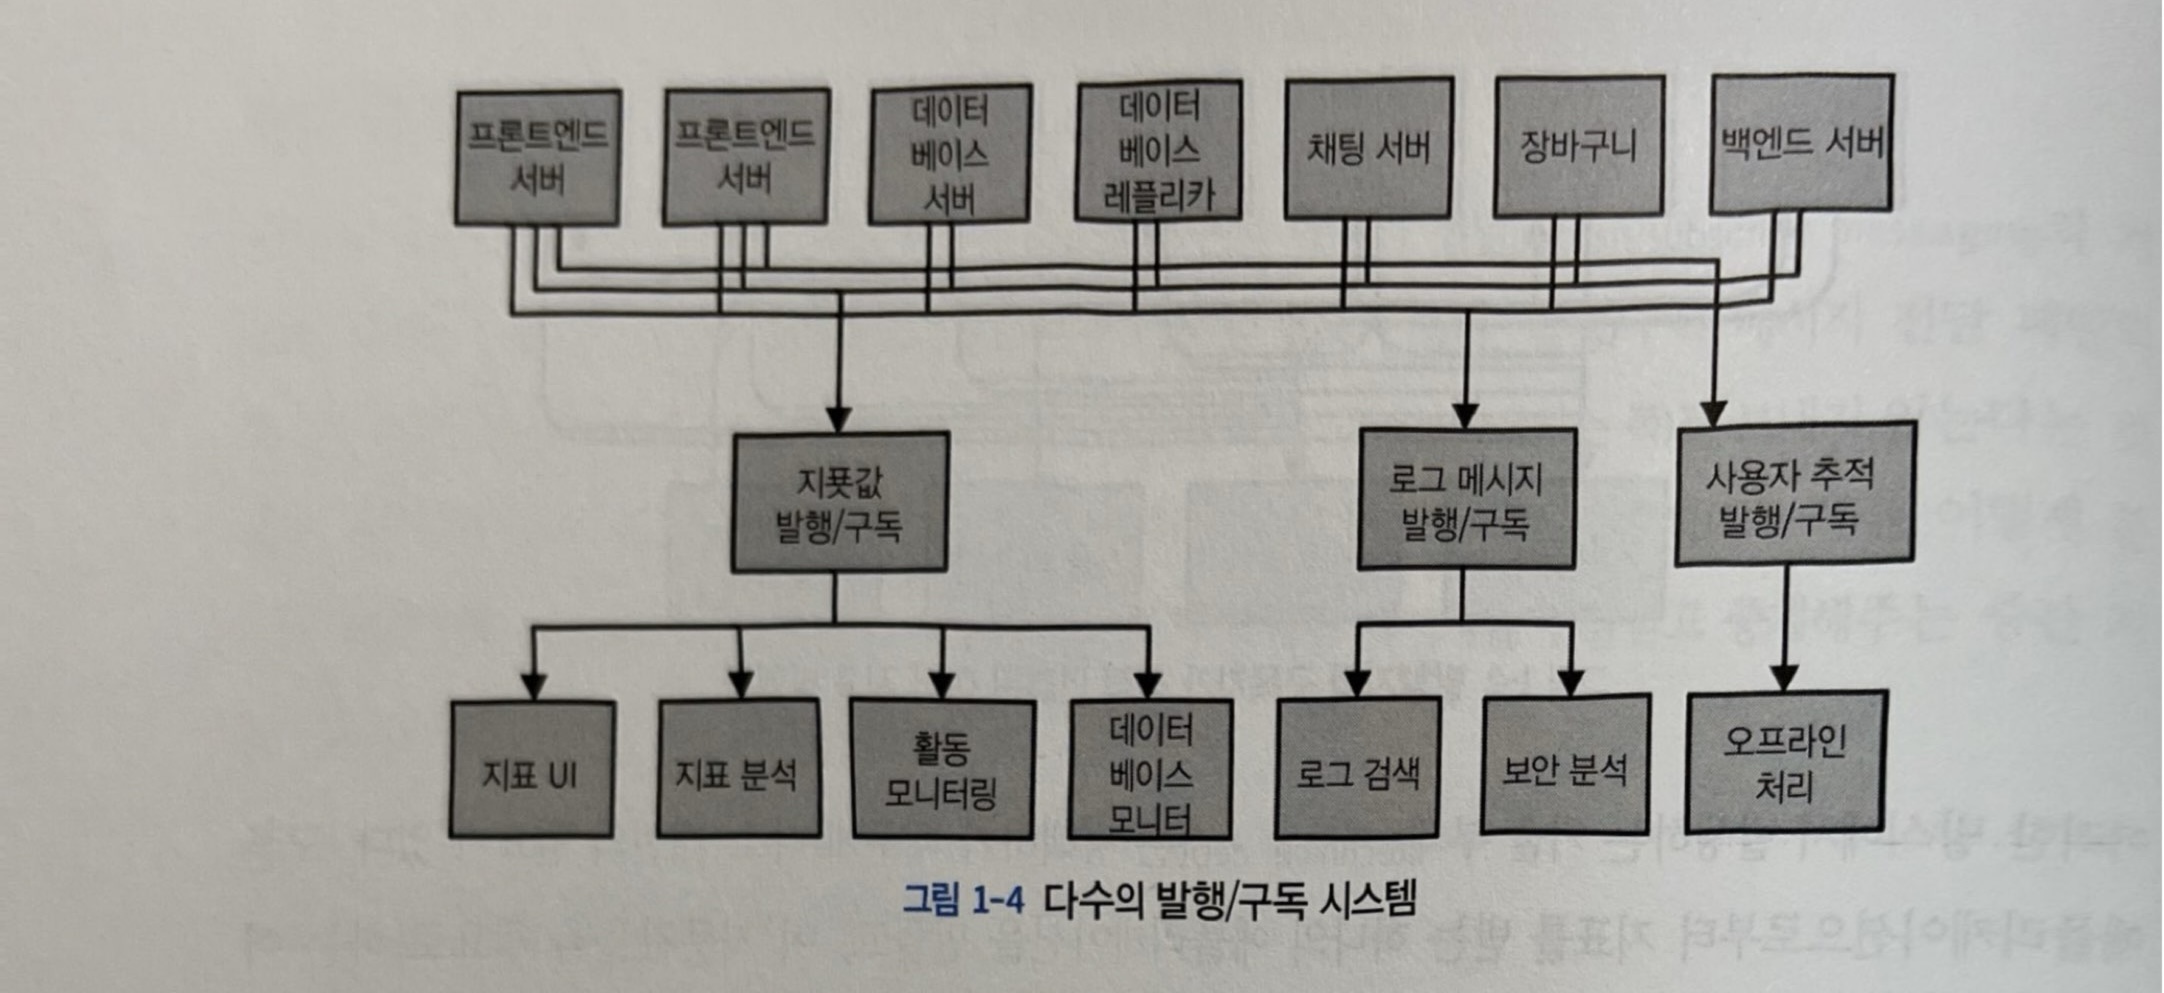 프론트엔드
서버
프론트엔드
서버
데이터
베이스
서버
데이터
베이스
레플리카
채팅 서버
장바구니
백엔드 서버
지푯값
발행/구독
로그 메시지
발행/구독
사용자 추적
발행/구독
지표 UI
지표 분석
활동
모니터링
데이터
베이스
모니터
로그 검색
보안 분석
오프라인
처리
그림 1-4 다수의 발행/구독 시스템